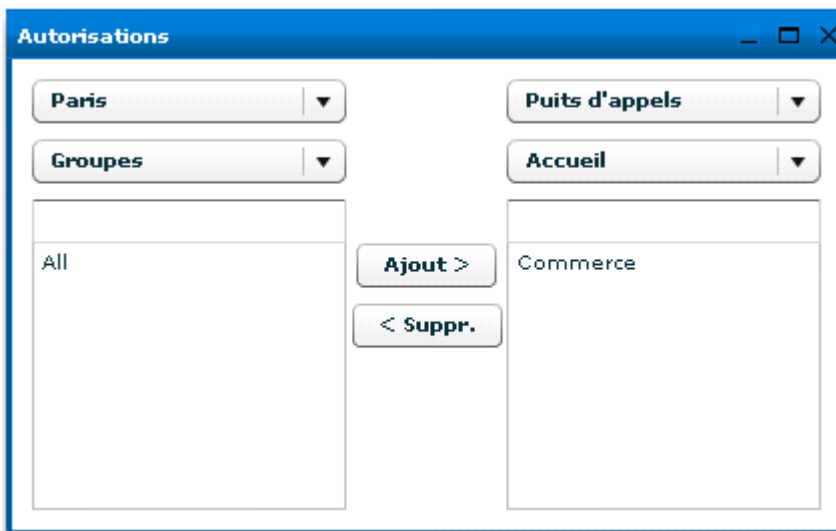 Autorisations
Paris
Puits d'appels
Groupes
Accueil
All
Ajout >
Commerce
< Suppr.